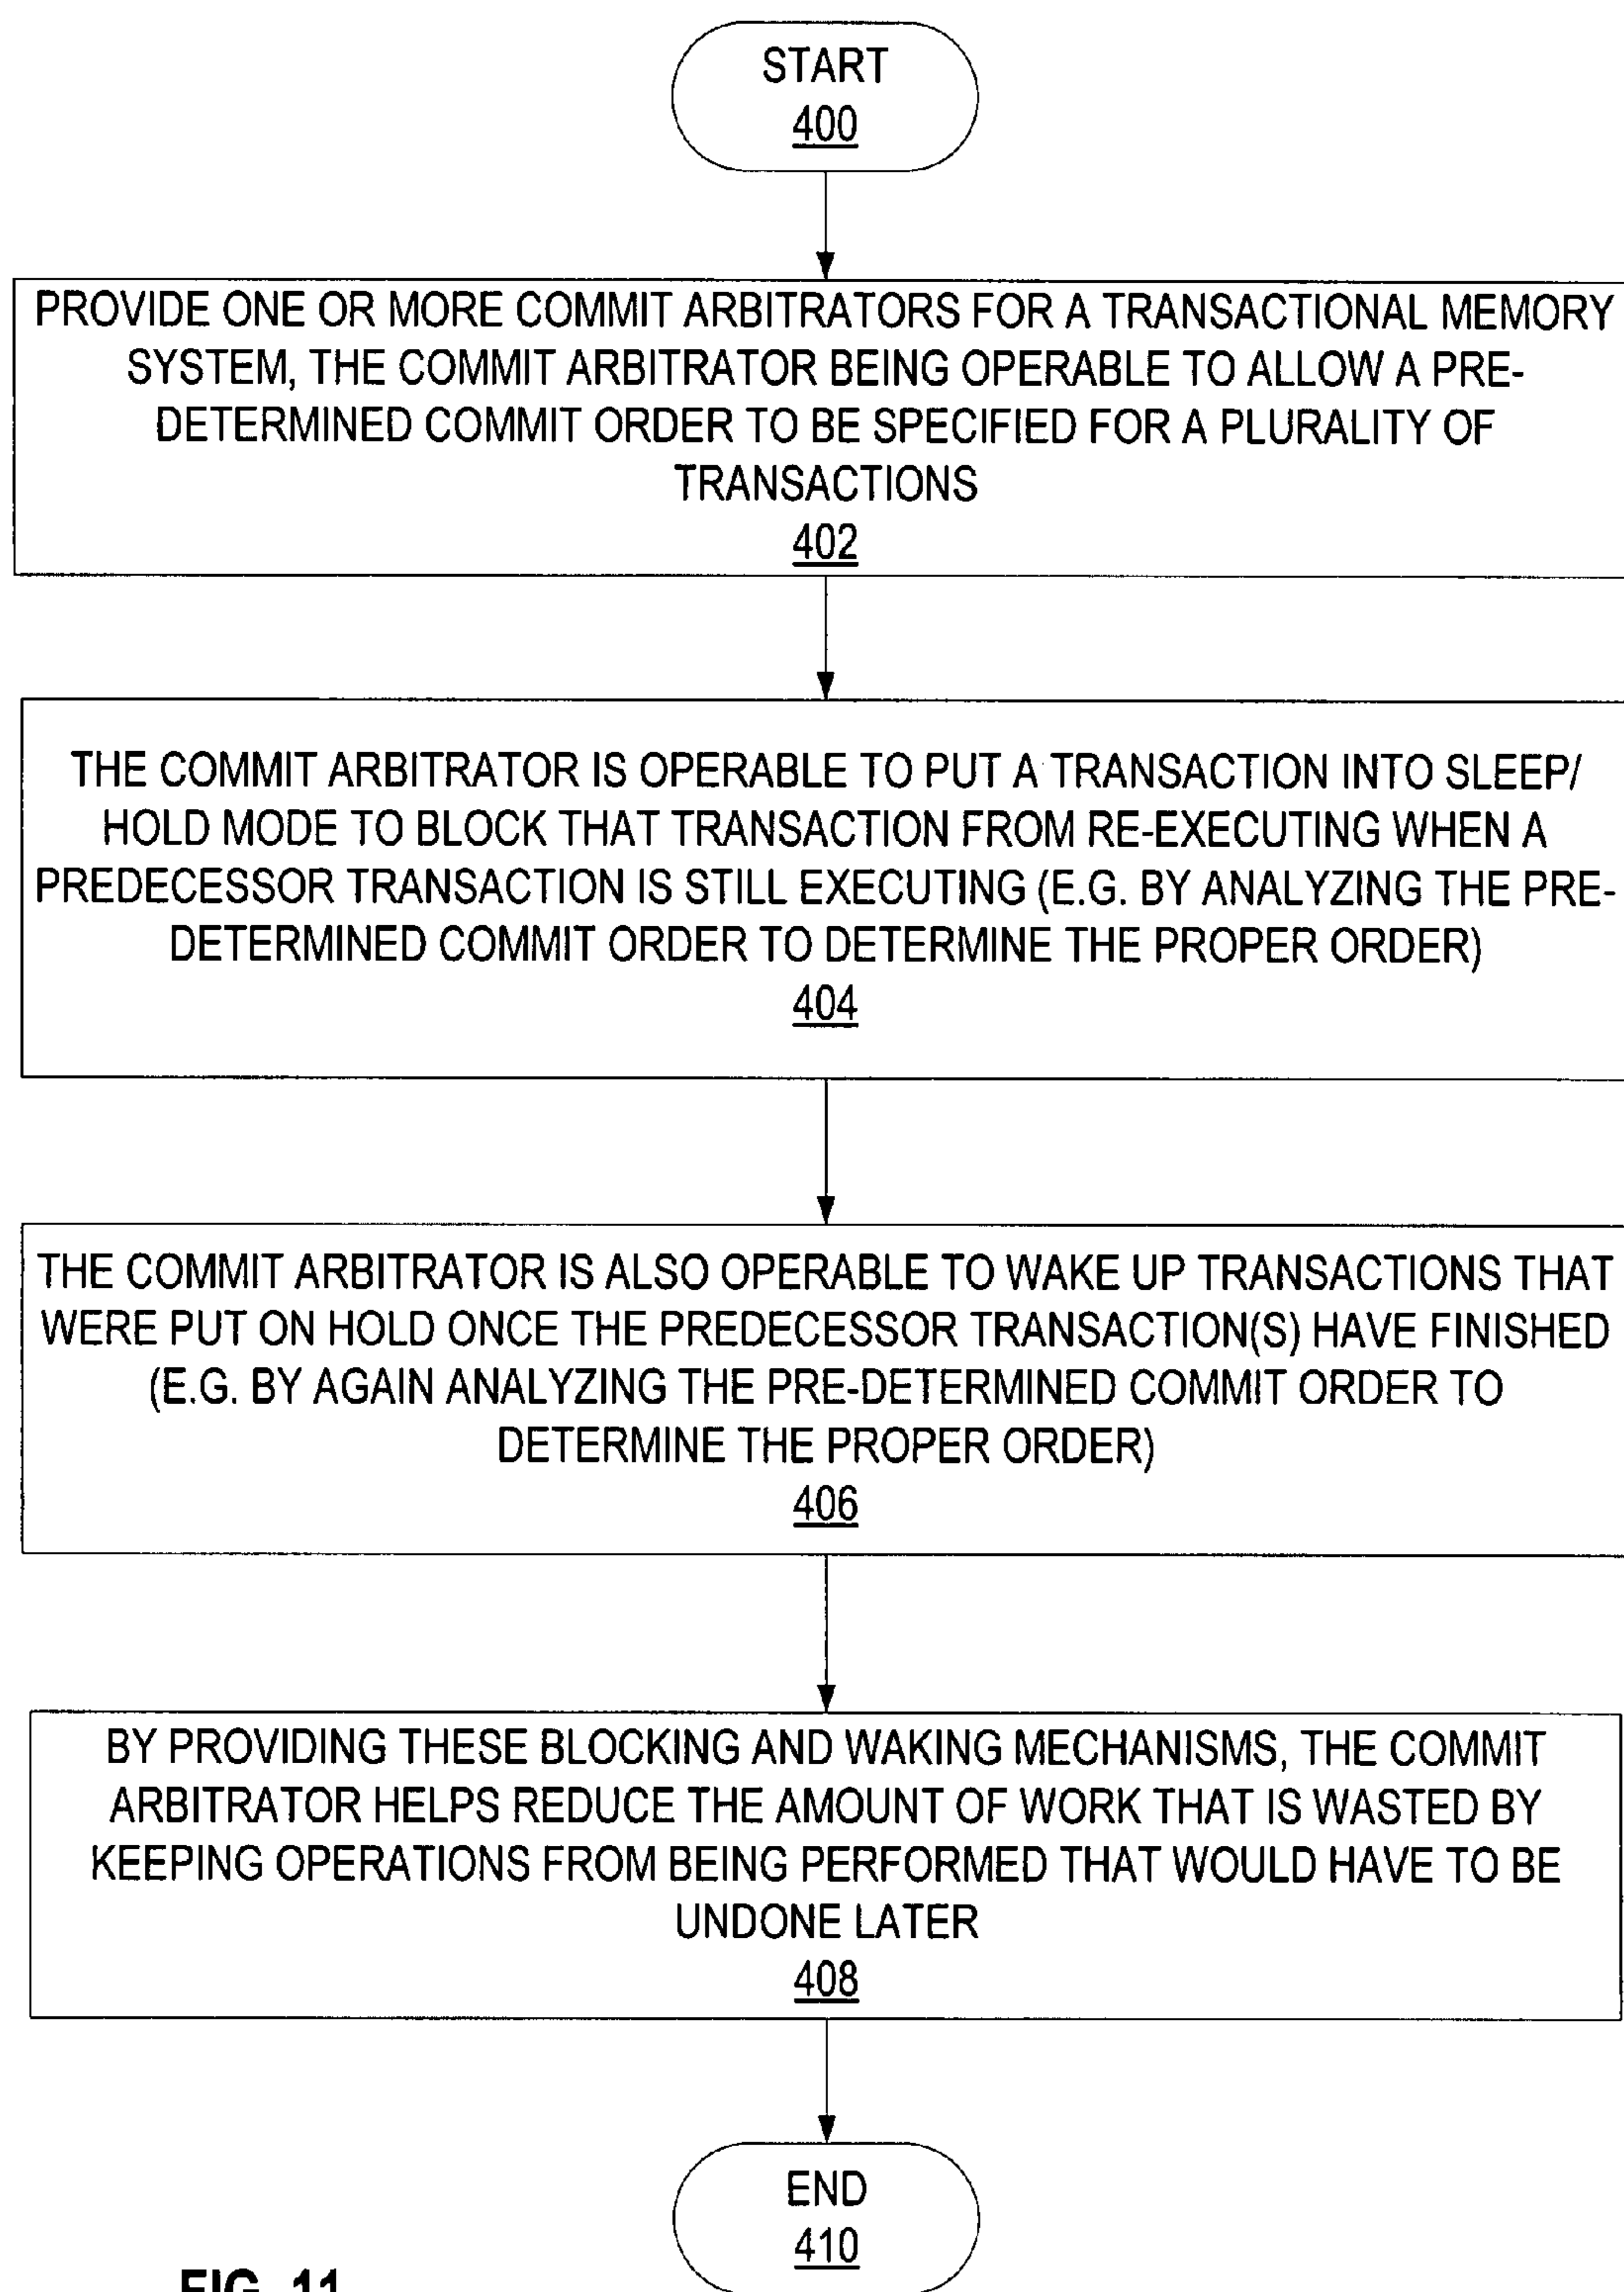 START
400
PROVIDE ONE OR MORE COMMIT ARBITRATORS FOR A TRANSACTIONAL MEMORY
SYSTEM, THE COMMIT ARBITRATOR BEING OPERABLE TO ALLOW A PRE-
DETERMINED COMMIT ORDER TO BE SPECIFIED FOR A PLURALITY OF
TRANSACTIONS
402
THE COMMIT ARBITRATOR IS OPERABLE TO PUT A TRANSACTION INTO SLEEP/
HOLD MODE TO BLOCK THAT TRANSACTION FROM RE-EXECUTING WHEN A
PREDECESSOR TRANSACTION IS STILL EXECUTING (E.G. BY ANALYZING THE PRE-
DETERMINED COMMIT ORDER TO DETERMINE THE PROPER ORDER)
404
THE COMMIT ARBITRATOR IS ALSO OPERABLE TO WAKE UP TRANSACTIONS THAT
WERE PUT ON HOLD ONCE THE PREDECESSOR TRANSACTION(S) HAVE FINISHED
(E.G. BY AGAIN ANALYZING THE PRE-DETERMINED COMMIT ORDER TO
DETERMINE THE PROPER ORDER)
406
BY PROVIDING THESE BLOCKING AND WAKING MECHANISMS, THE COMMIT
ARBITRATOR HELPS REDUCE THE AMOUNT OF WORK THAT IS WASTED BY
KEEPING OPERATIONS FROM BEING PERFORMED THAT WOULD HAVE TO BE
UNDONE LATER
408
END
410
FIG. 11